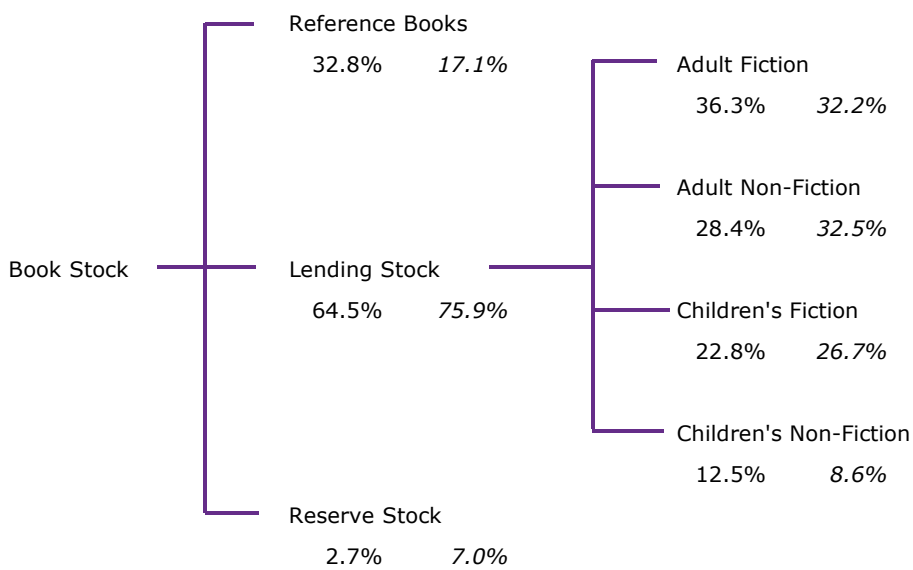 Book Stock
Reference Books
32.8% 17.1%
Lending Stock
64.5% 75.9%
Reserve Stock
2.7% 7.0%
Adult Fiction
36.3% 32.2%
Adult Non-Fiction
28.4% 32.5%
Children's Fiction
22.8% 26.7%
Children's Non-Fiction
12.5% 8.6%